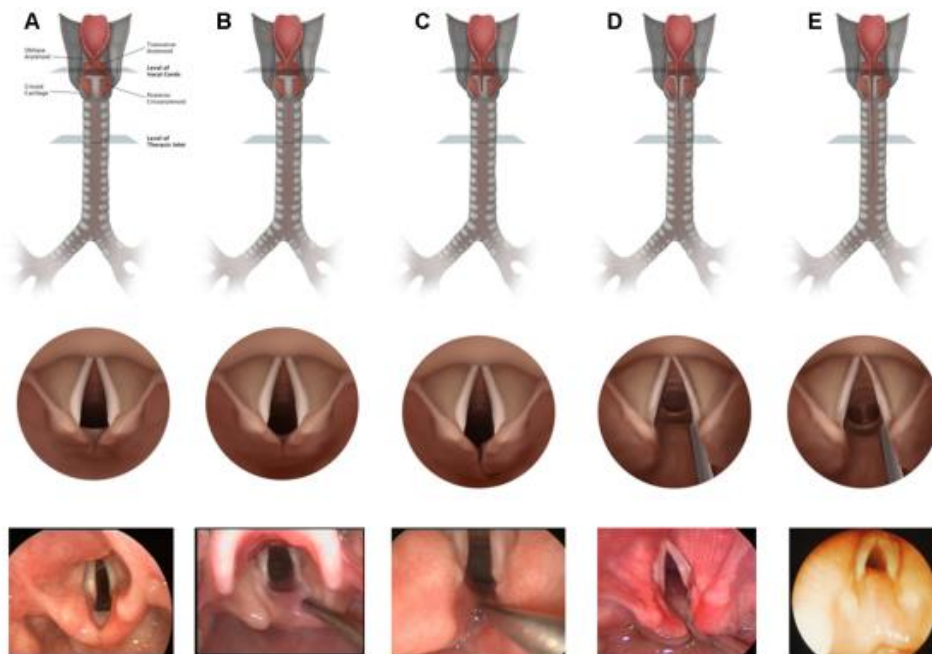 A
B
C
D
E
Oblique
Arytenoid
Transverse
Arytenoid
Level of
Vocal Cords
Cricoid
Cartilage
Posterior
Cricoarytenoid
Level of
Thoracic Inlet